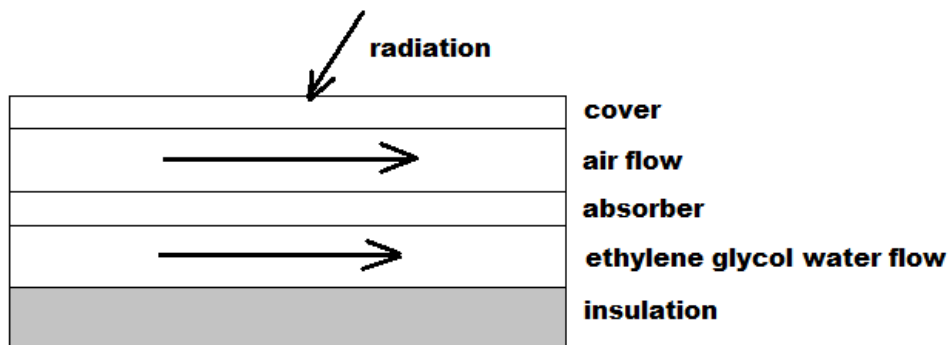 radiation
cover
air flow
absorber
ethylene glycol water flow
insulation